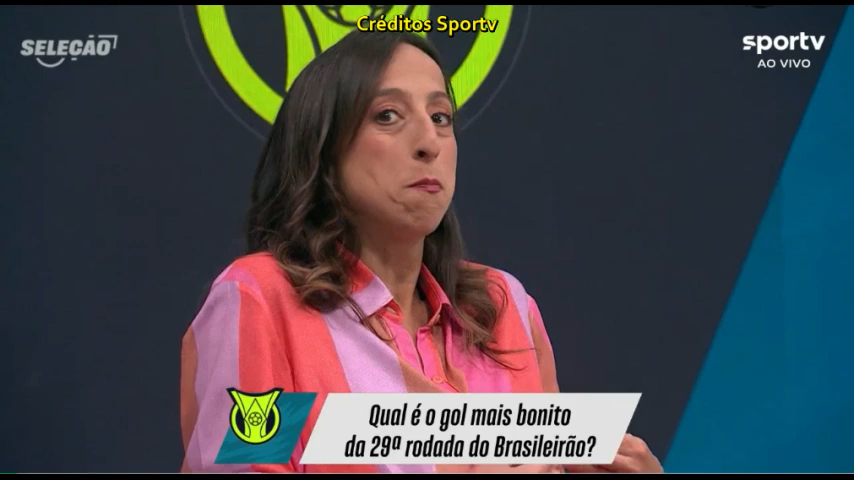 Créditos Sportv
SELEÇÃO
sportv
AO VIVO
Qual é o gol mais bonito
da 29ª rodada do Brasileirão?